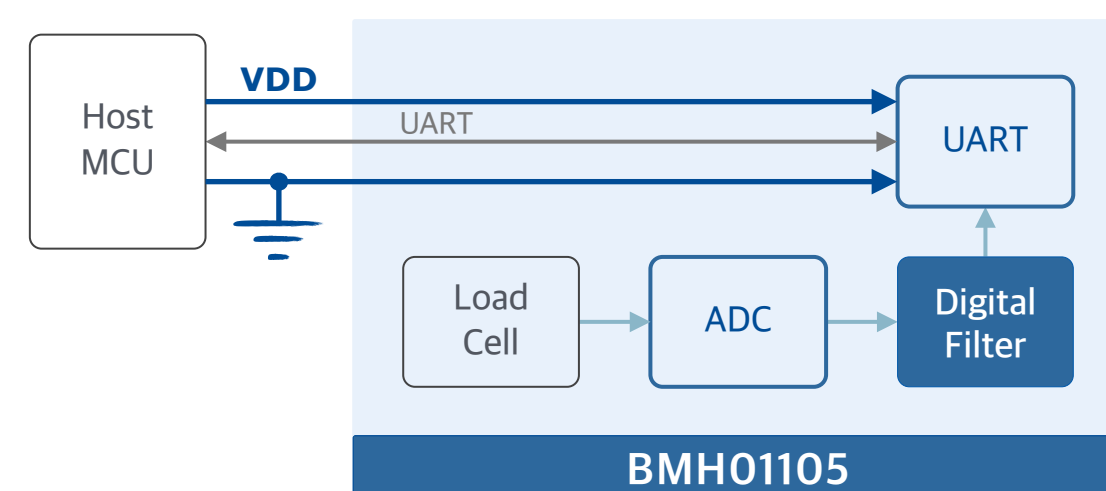 Host
MCU
VDD
UART
UART
Load
Cell
ADC
Digital
Filter
BMH01105